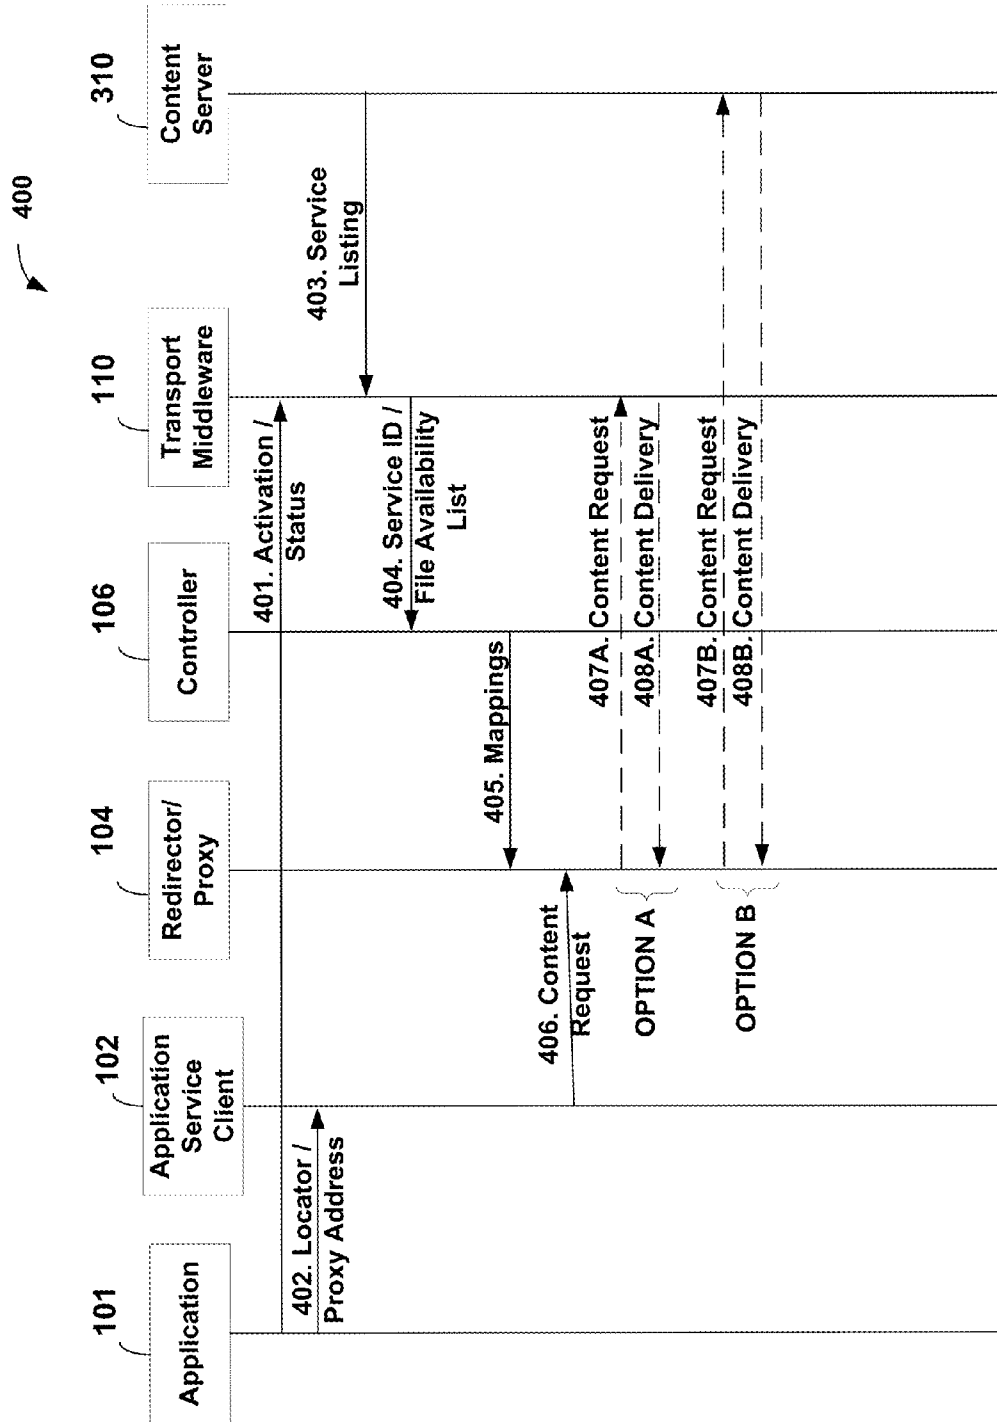 400
101
102
104
106
110
310
Application
Application
Service
Client
Redirector/
Proxy
Controller
Transport
Middleware
Content
Server
401. Activation /
Status
402. Locator /
Proxy Address
403. Service
Listing
404. Service ID /
File Availability
List
405. Mappings
406. Content
Request
407A. Content Request
408A. Content Delivery
OPTION A
407B. Content Request
408B. Content Delivery
OPTION B